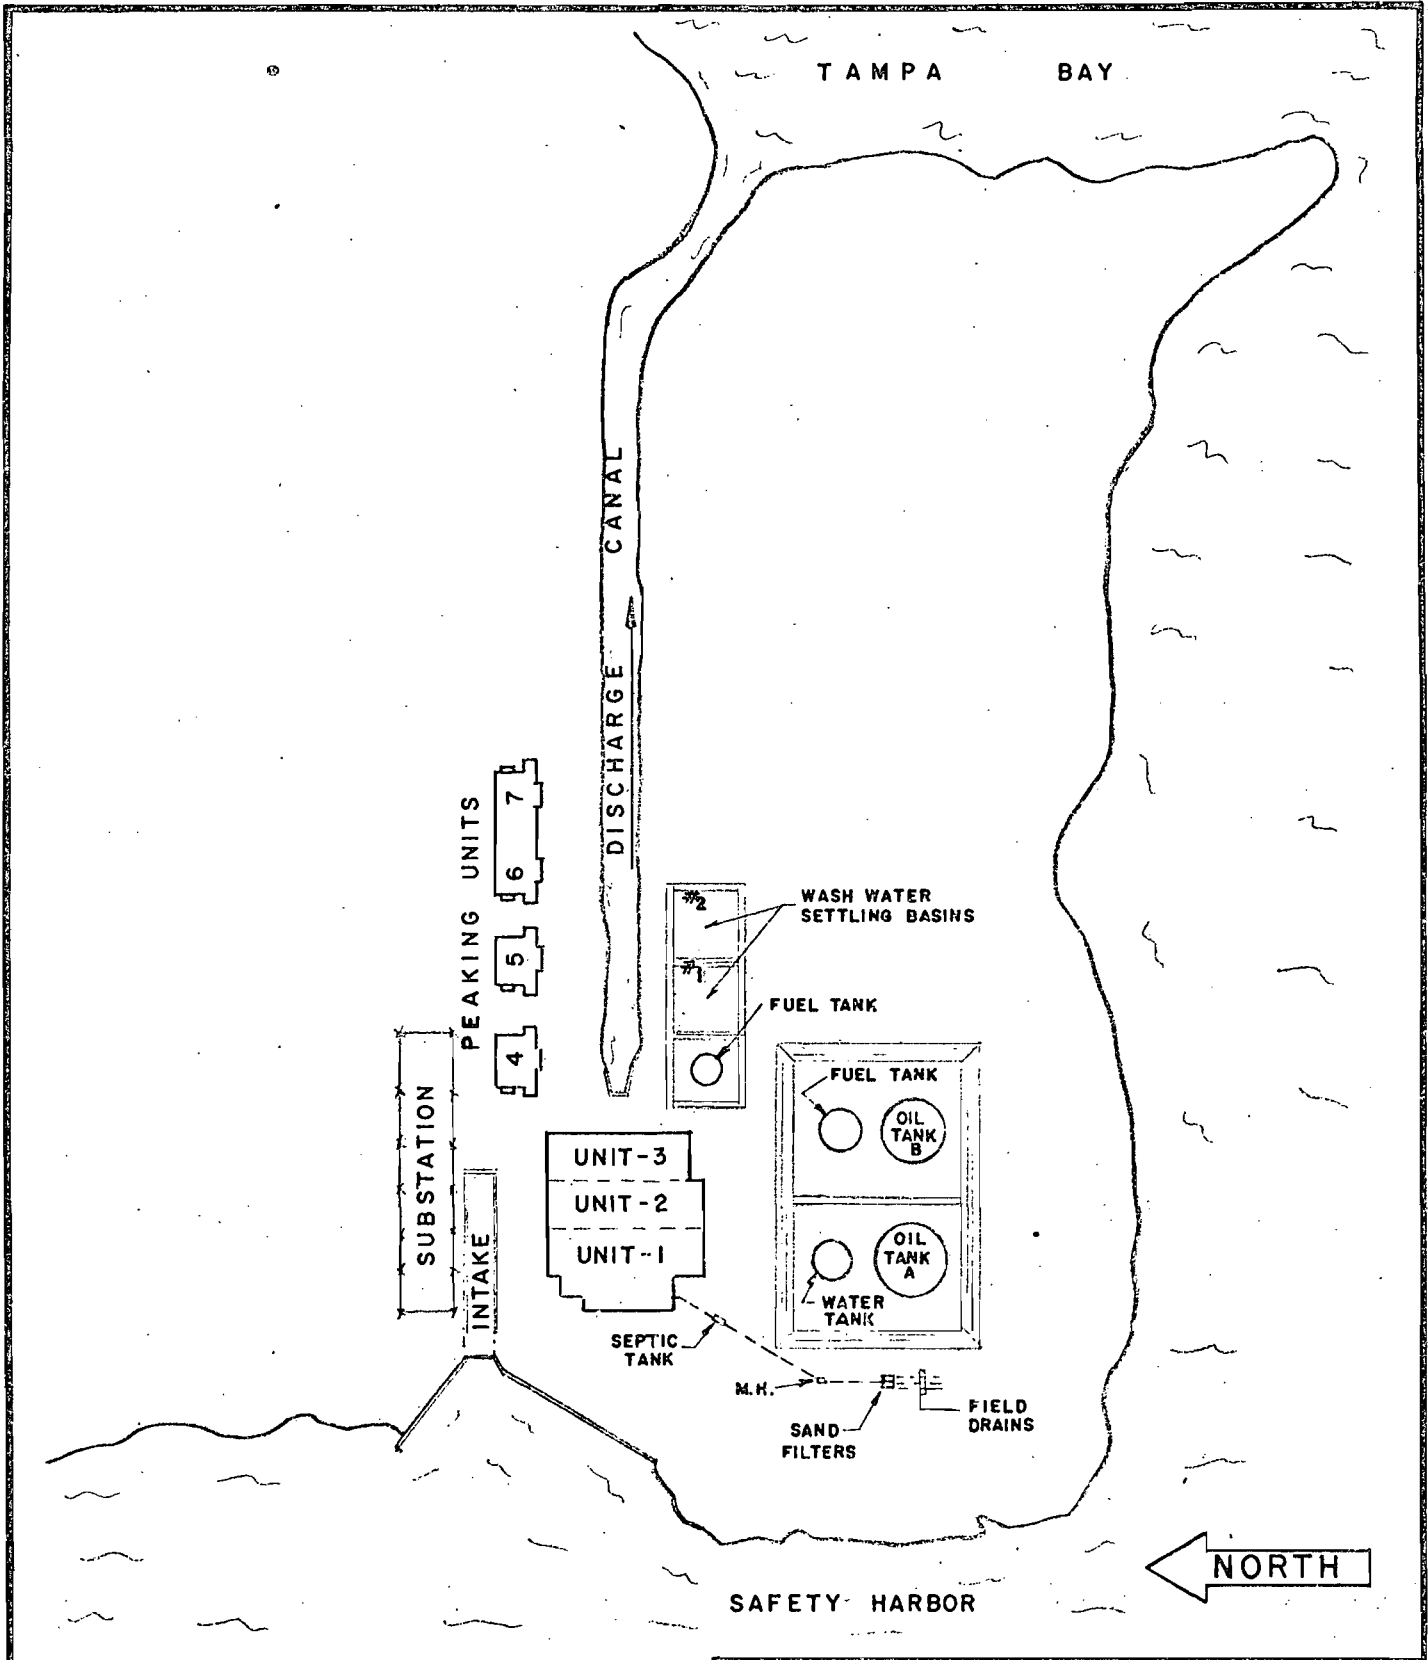 TAMPA BAY
DISCHARGE CANAL
PEAKING UNITS
7
6
5
4
#2
#1
WASH WATER
SETTLING BASINS
FUEL TANK
SUBSTATION
INTAKE
UNIT-3
UNIT-2
UNIT-1
FUEL TANK
OIL
TANK
B
OIL
TANK
A
WATER
TANK
SEPTIC
TANK
M.H.
SAND
FILTERS
FIELD
DRAINS
NORTH
SAFETY HARBOR